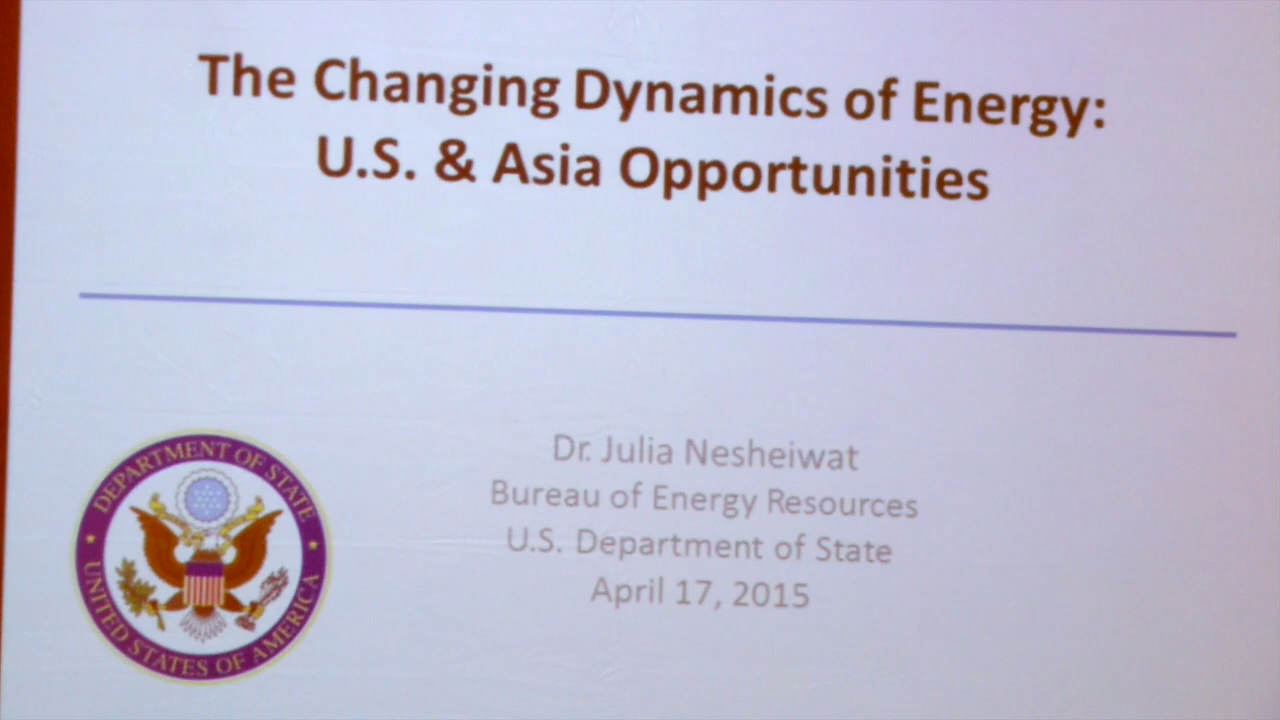 The Changing Dynamics of Energy:
U.S. & Asia Opportunities
Dr. Julia Nesheiwat
Bureau of Energy Resources
U.S. Department of State
April 17, 2015
DEPARTMENT OF STATE
UNITED STATES OF AMERICA